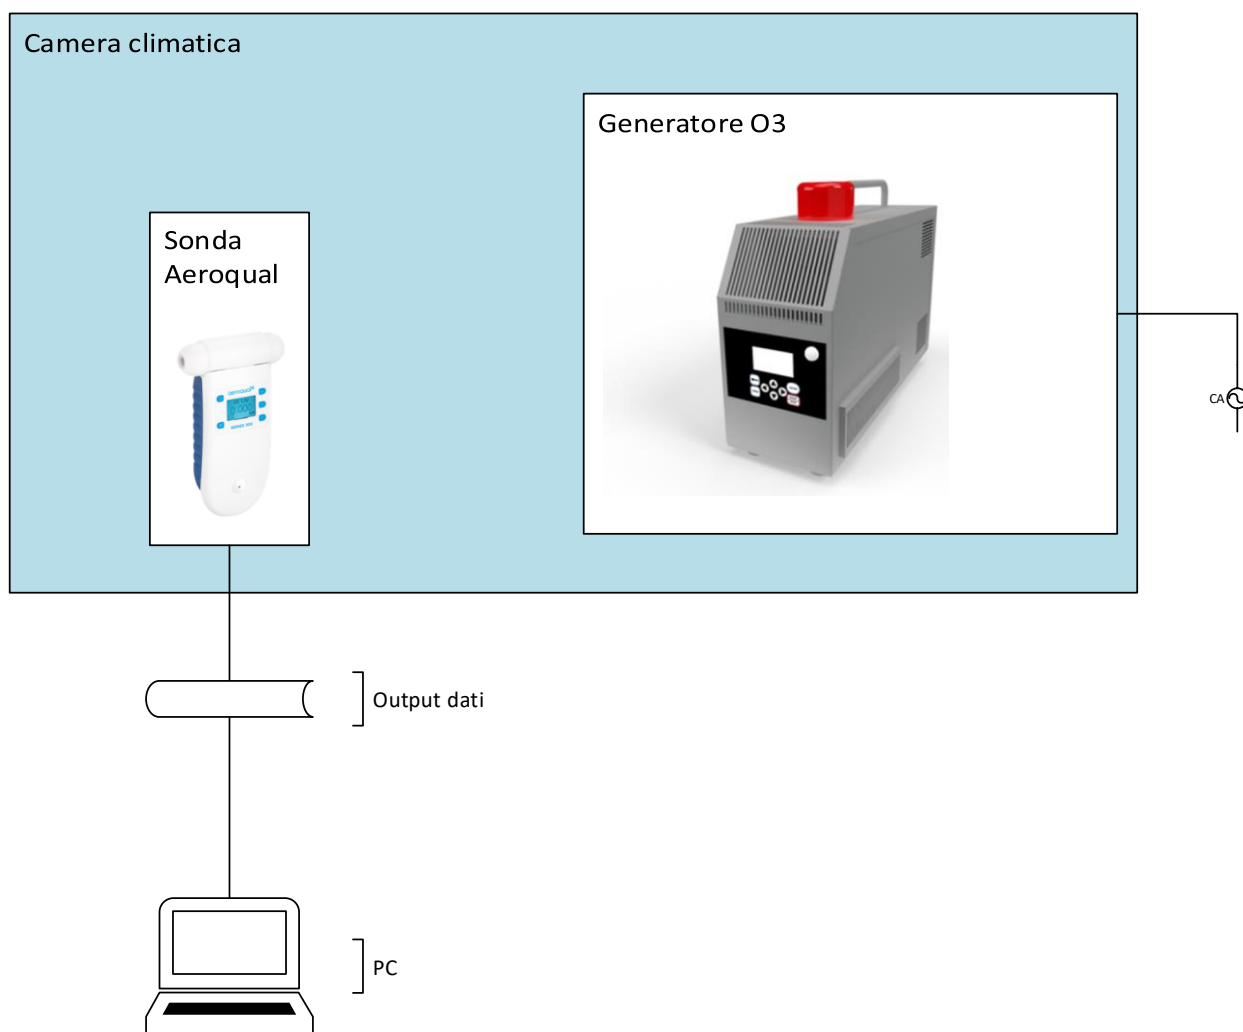 Camera climatica
Generatore O3
Sonda
Aeroqual
CA
Output dati
PC